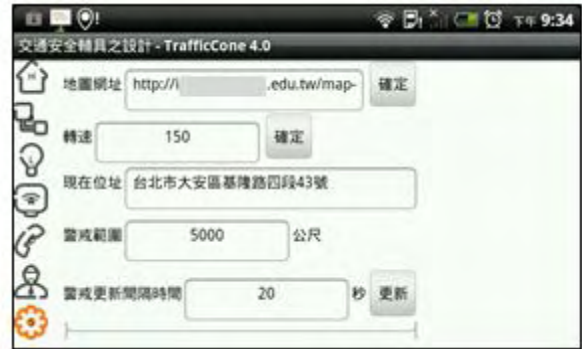 下午 9:34
交通安全輔具之設計 - TrafficCone 4.0
地圖網址 http://i .edu.tw/map- 確定
轉速 150 確定
現在位址 台北市大安區基隆路四段43號
警戒範圍 5000 公尺
警戒更新間隔時間 20 秒 更新